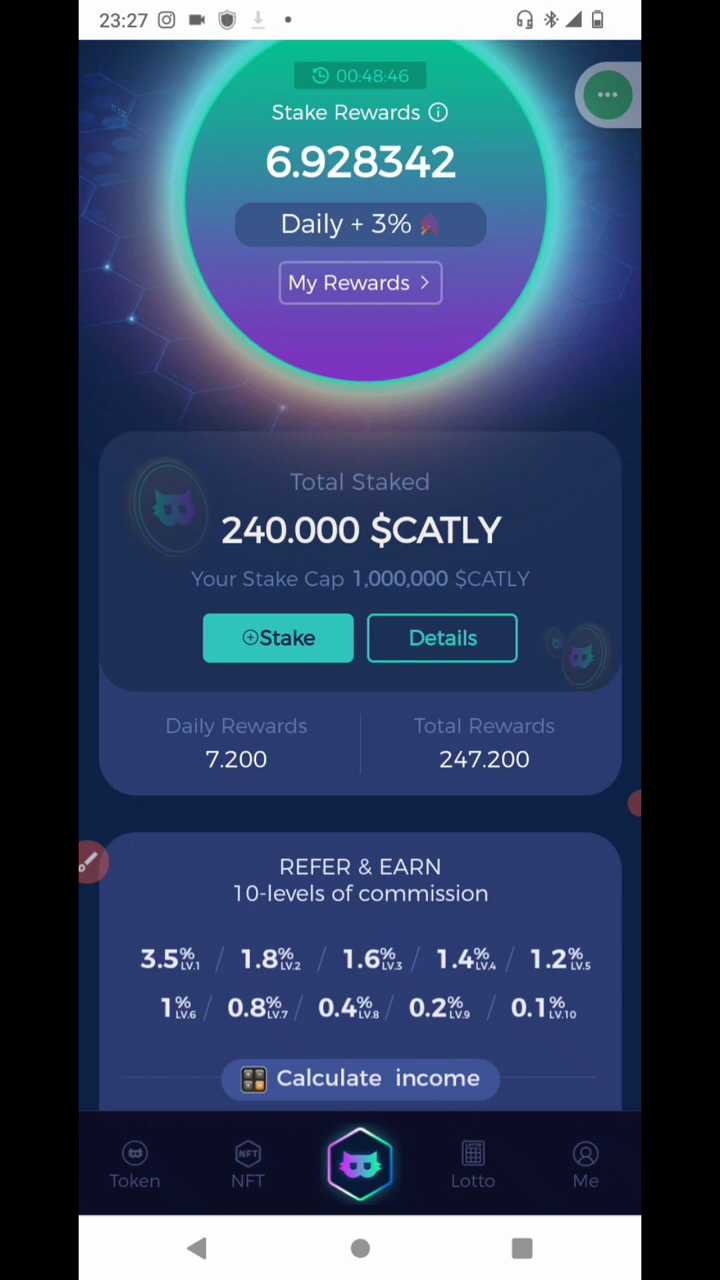 23:27
00:48:46
Stake Rewards
6.928342
Daily + 3%
My Rewards >
Total Staked
240.000 $CATLY
Your Stake Cap 1,000,000 $CATLY
Stake
Details
Daily Rewards
Total Rewards
7.200
247.200
REFER & EARN
10-levels of commission
3.5% LV.1 / 1.8% LV.2 / 1.6% LV.3 / 1.4% LV.4 / 1.2% LV.5
1% LV.6 / 0.8% LV.7 / 0.4% LV.8 / 0.2% LV.9 / 0.1% LV.10
Calculate income
NFT
Token
NFT
Lotto
Me